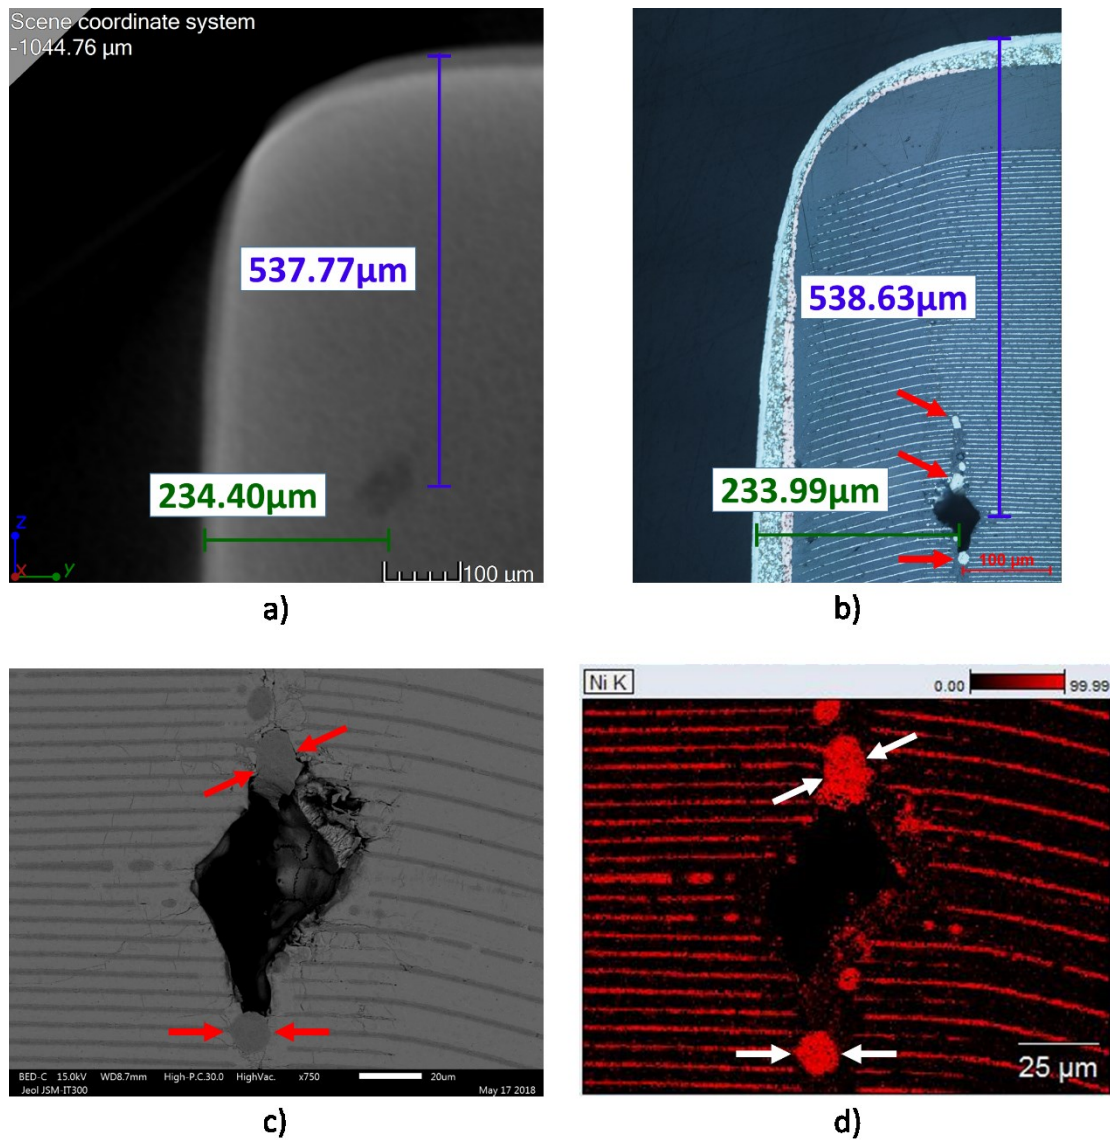 Scene coordinate system
-1044.76 µm
537.77µm
234.40µm
z
x
y
100 µm
a)
538.63µm
233.99µm
100 µm
b)
BED-C 15.0kV WD8.7mm High-P.C.30.0 HighVac. x750 20um
Jeol JSM-IT300 May 17 2018
c)
Ni K 0.00 99.99
25 µm
d)